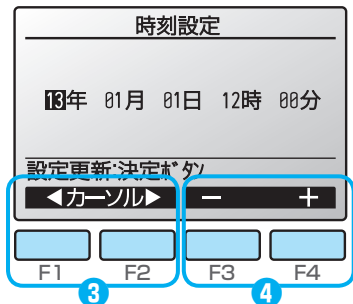 時刻設定
13年 01月 01日 12時 00分
設定更新:決定ボタン
◀カーソル▶ − +
F1 F2 F3 F4
3 4